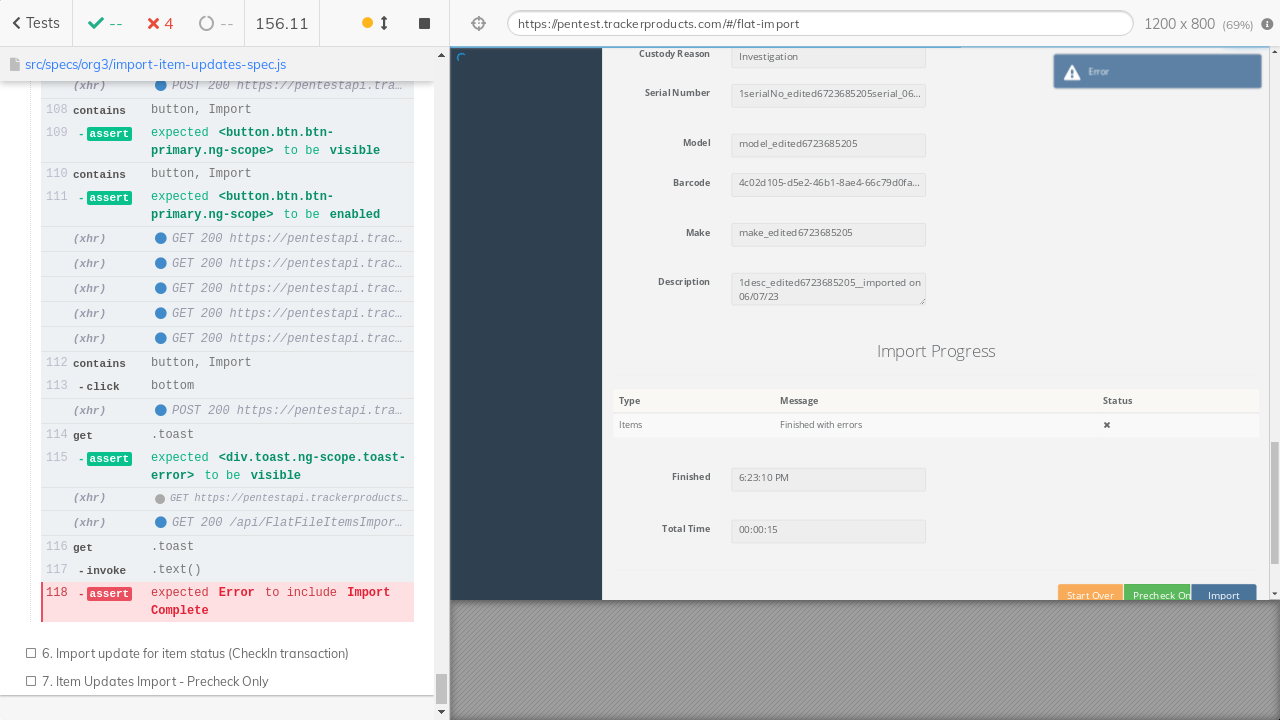 Tests
--
4
--
156.11
https://pentest.trackerproducts.com/#/flat-import
1200 x 800 (69%)
src/specs/org3/import-item-updates-spec.js
(xhr) POST 200 https://pentestapi.tra…
108 contains button, Import
109 - assert expected <button.btn.btn-
primary.ng-scope> to be visible
110 contains button, Import
111 - assert expected <button.btn.btn-
primary.ng-scope> to be enabled
(xhr) GET 200 https://pentestapi.trac…
(xhr) GET 200 https://pentestapi.trac…
(xhr) GET 200 https://pentestapi.trac…
(xhr) GET 200 https://pentestapi.trac…
(xhr) GET 200 https://pentestapi.trac…
112 contains button, Import
113 - click bottom
(xhr) POST 200 https://pentestapi.tra…
114 get .toast
115 - assert expected <div.toast.ng-scope.toast-
error> to be visible
(xhr) GET https://pentestapi.trackerproducts…
(xhr) GET 200 /api/FlatFileItemsImpor…
116 get .toast
117 - invoke .text()
118 - assert expected Error to include Import
Complete
6. Import update for item status (CheckIn transaction)
7. Item Updates Import - Precheck Only
Custody Reason Investigation
Error
Serial Number 1serialNo_edited6723685205serial_06...
Model model_edited6723685205
Barcode 4c02d105-d5e2-46b1-8ae4-66c79d0fa...
Make make_edited6723685205
Description 1desc_edited6723685205__imported on
06/07/23
Import Progress
Type Message Status
Items Finished with errors ✖
Finished 6:23:10 PM
Total Time 00:00:15
Start Over Precheck On Import